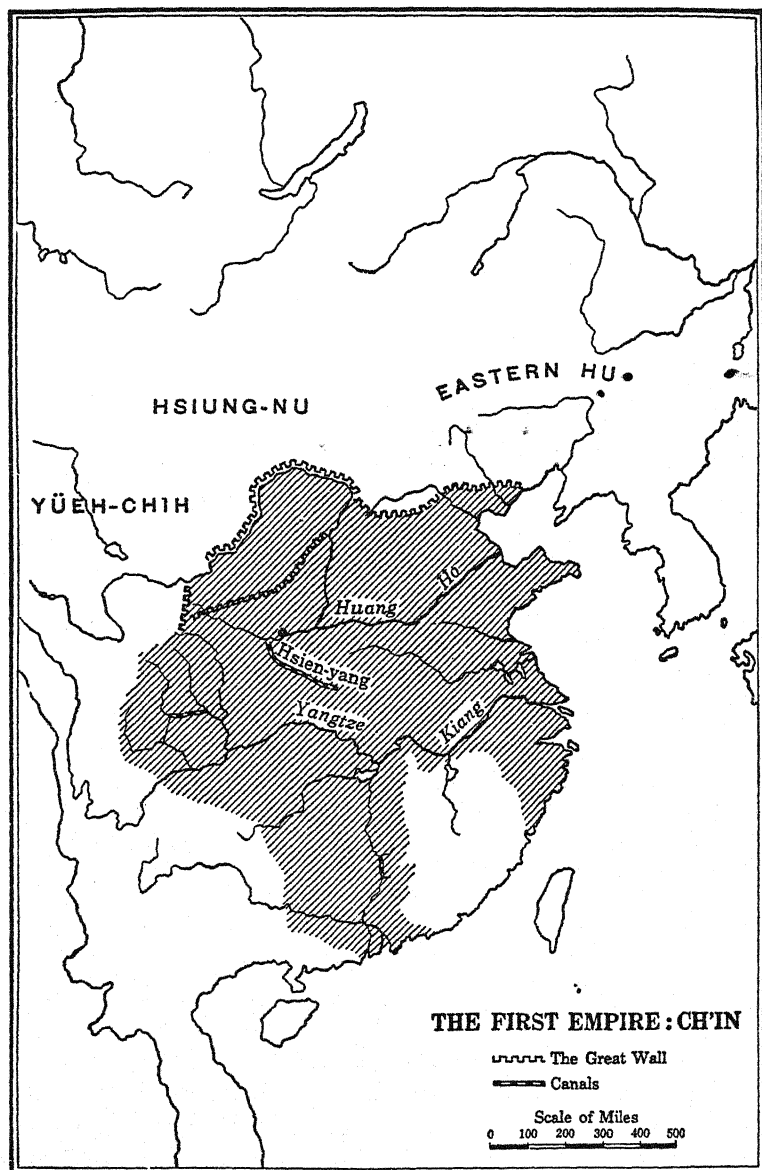 EASTERN HU
HSIUNG-NU
YÜEH-CHIH
Ho
Huang
Hsien-yang
Yangtze
Kiang
THE FIRST EMPIRE: CH'IN
The Great Wall
Canals
Scale of Miles
0 100 200 300 400 500